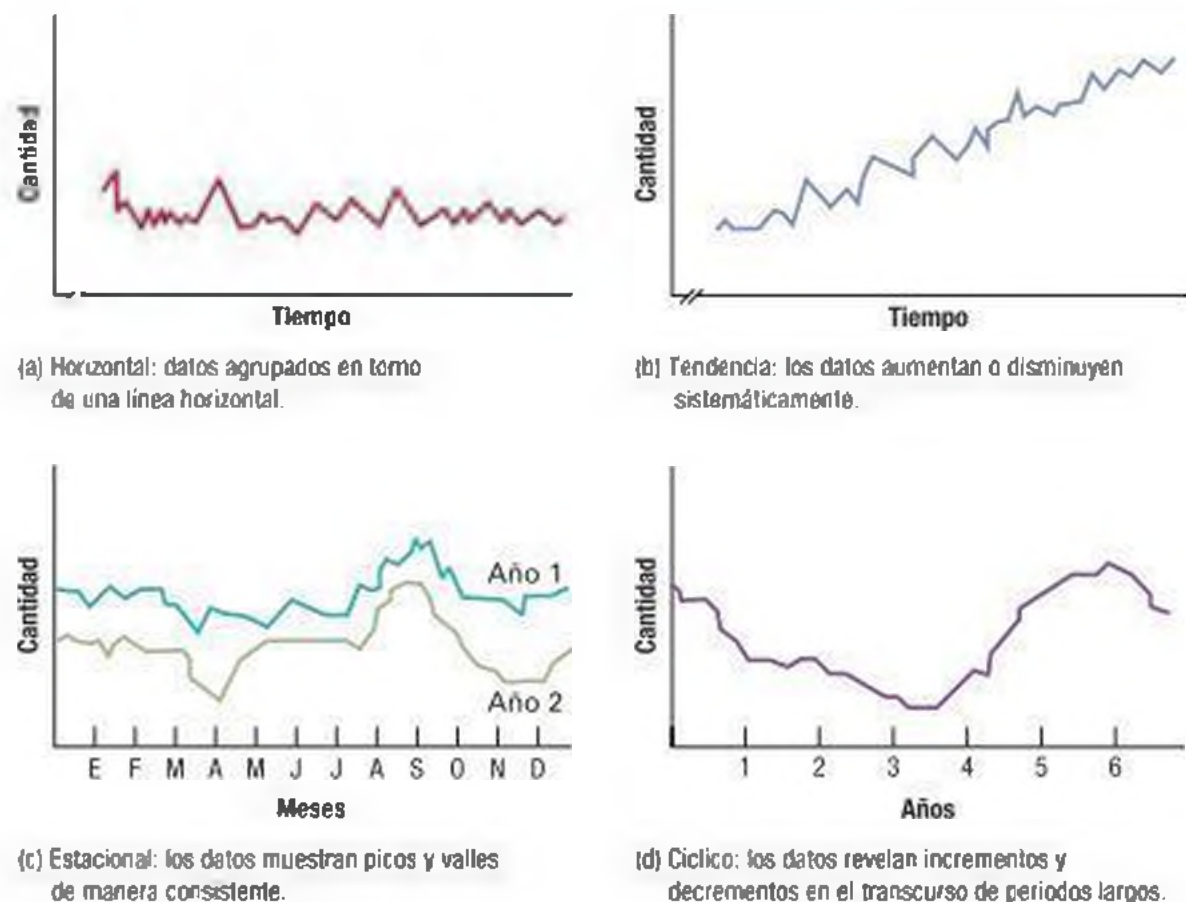 Cantidad
Tiempo
(a) Horizontal: datos agrupados en torno
de una línea horizontal.
Cantidad
Tiempo
(b) Tendencia: los datos aumentan o disminuyen
sistemáticamente.
Cantidad
Año 1
Año 2
E F M A M J J A S O N D
Meses
(c) Estacional: los datos muestran picos y valles
de manera consistente.
Cantidad
1 2 3 4 5 6
Años
(d) Cíclico: los datos revelan incrementos y
decrementos en el transcurso de periodos largos.